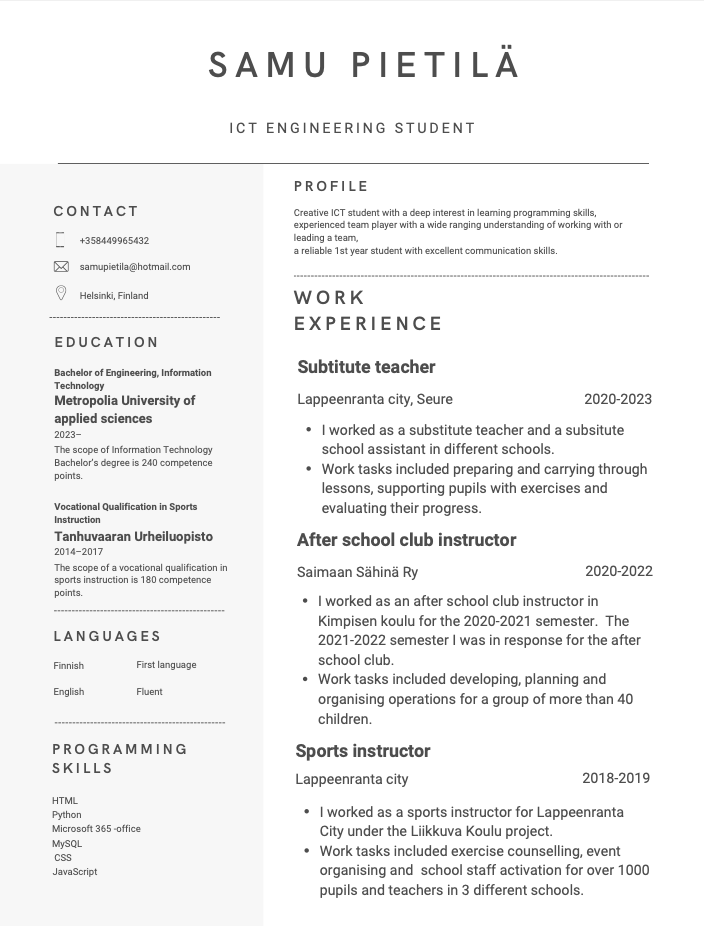 SAMU PIETILÄ
ICT ENGINEERING STUDENT
CONTACT
+358449965432
samupietila@hotmail.com
Helsinki, Finland
EDUCATION
Bachelor of Engineering, Information
Technology
Metropolia University of
applied sciences
2023–
The scope of Information Technology
Bachelor's degree is 240 competence
points.
Vocational Qualification in Sports
Instruction
Tanhuvaaran Urheiluopisto
2014–2017
The scope of a vocational qualification in
sports instruction is 180 competence
points.
LANGUAGES
Finnish First language
English Fluent
PROGRAMMING
SKILLS
HTML
Python
Microsoft 365 -office
MySQL
CSS
JavaScript
PROFILE
Creative ICT student with a deep interest in learning programming skills,
experienced team player with a wide ranging understanding of working with or
leading a team,
a reliable 1st year student with excellent communication skills.
WORK
EXPERIENCE
Subtitute teacher
Lappeenranta city, Seure 2020-2023
• I worked as a substitute teacher and a subsitute
school assistant in different schools.
• Work tasks included preparing and carrying through
lessons, supporting pupils with exercises and
evaluating their progress.
After school club instructor
Saimaan Sähinä Ry 2020-2022
• I worked as an after school club instructor in
Kimpisen koulu for the 2020-2021 semester. The
2021-2022 semester I was in response for the after
school club.
• Work tasks included developing, planning and
organising operations for a group of more than 40
children.
Sports instructor
Lappeenranta city 2018-2019
• I worked as a sports instructor for Lappeenranta
City under the Liikkuva Koulu project.
• Work tasks included exercise counselling, event
organising and school staff activation for over 1000
pupils and teachers in 3 different schools.